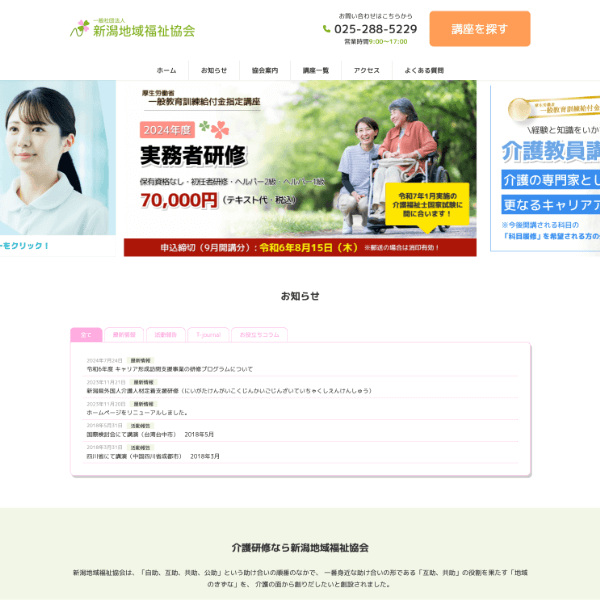 一般社団法人
新潟地域福祉協会
お問い合わせはこちらから
025-288-5229
営業時間9:00〜17:00
講座を探す
ホーム
お知らせ
協会案内
講座一覧
アクセス
よくある質問
ーをクリック！
厚生労働省
一般教育訓練給付金指定講座
2024年度
実務者研修
保有資格なし・初任者研修・ヘルパー2級・ヘルパー1級
70,000円（テキスト代・税込）
令和7年1月実施の
介護福祉士国家試験に
間に合います！
申込締切（9月開講分）：令和6年8月15日（木） ※郵送の場合は消印有効！
厚生労働省
一般教育訓練給付金
\経験と知識をいか
介護教員講
介護の専門家とし
更なるキャリアア
※今後開講される科目の
「科目履修」を希望される方の
お知らせ
全て
最新情報
活動報告
T-journal
お役立ちコラム
2024年7月24日 最新情報
令和6年度 キャリア形成訪問支援事業の研修プログラムについて
2023年11月21日 最新情報
新潟県外国人介護人材定着支援研修（にいがたけんがいこくじんかいごじんざいていちゃくしえんけんしゅう）
2023年11月20日 最新情報
ホームページをリニューアルしました。
2018年5月31日 活動報告
国際検討会にて講演（台湾台中市） 2018年5月
2018年3月31日 活動報告
四川省にて講演（中国四川省成都市） 2018年3月
介護研修なら新潟地域福祉協会
新潟地域福祉協会は、「自助、互助、共助、公助」という助け合いの順種のなかで、一番身近な助け合いの形である「互助、共助」の役割を果たす「地域
のきずな」を、 介護の面から創りだしたいと創設されました。